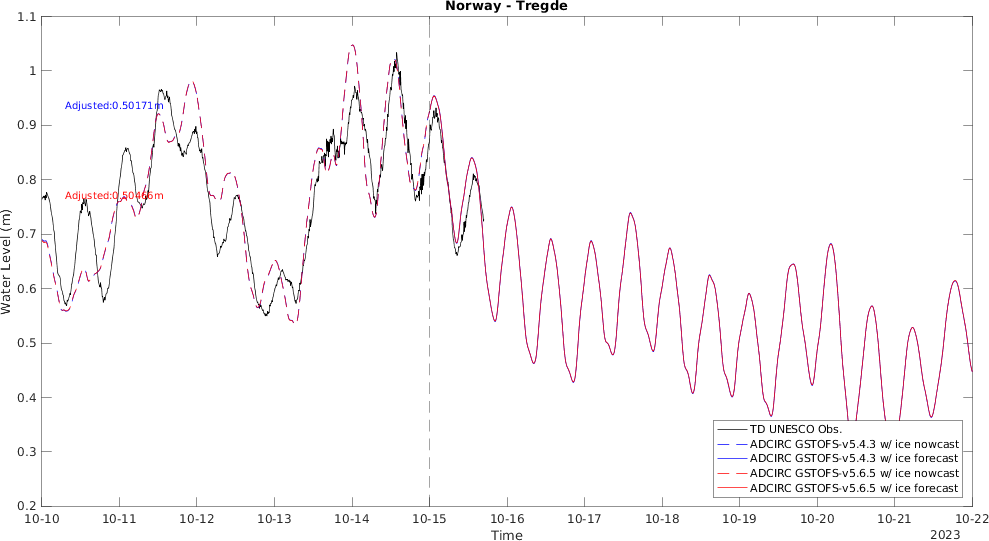 Norway - Tregde
1.1
1
0.9
0.8
0.7
0.6
0.5
0.4
0.3
0.2
Water Level (m)
Adjusted:0.50171m
Adjusted:0.50466m
TD UNESCO Obs.
ADCIRC GSTOFS-v5.4.3 w/ ice nowcast
ADCIRC GSTOFS-v5.4.3 w/ ice forecast
ADCIRC GSTOFS-v5.6.5 w/ ice nowcast
ADCIRC GSTOFS-v5.6.5 w/ ice forecast
10-10 10-11 10-12 10-13 10-14 10-15 10-16 10-17 10-18 10-19 10-20 10-21 10-22
Time
2023